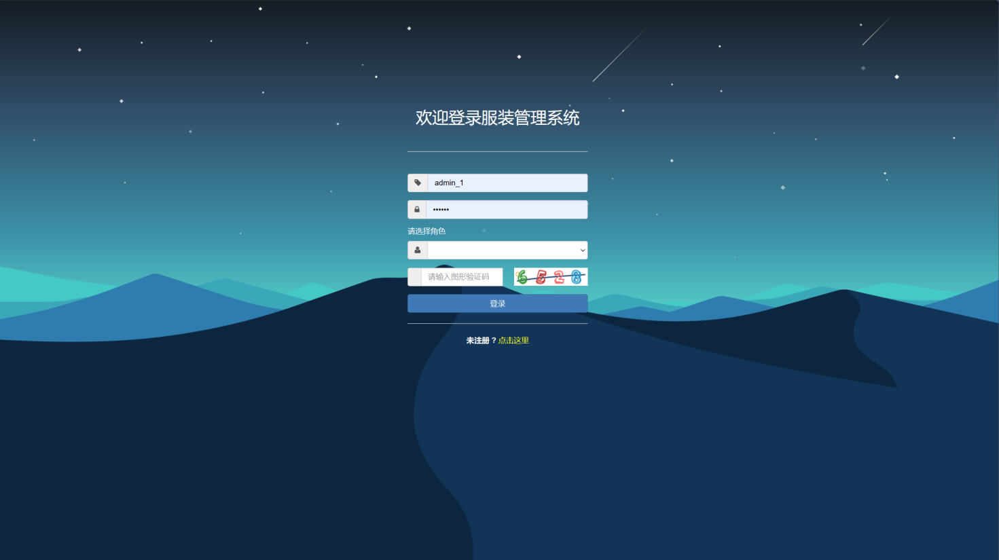 欢迎登录服装管理系统
admin_1
••••••
请选择角色
请输入图形验证码
6528
登录
未注册？点击这里